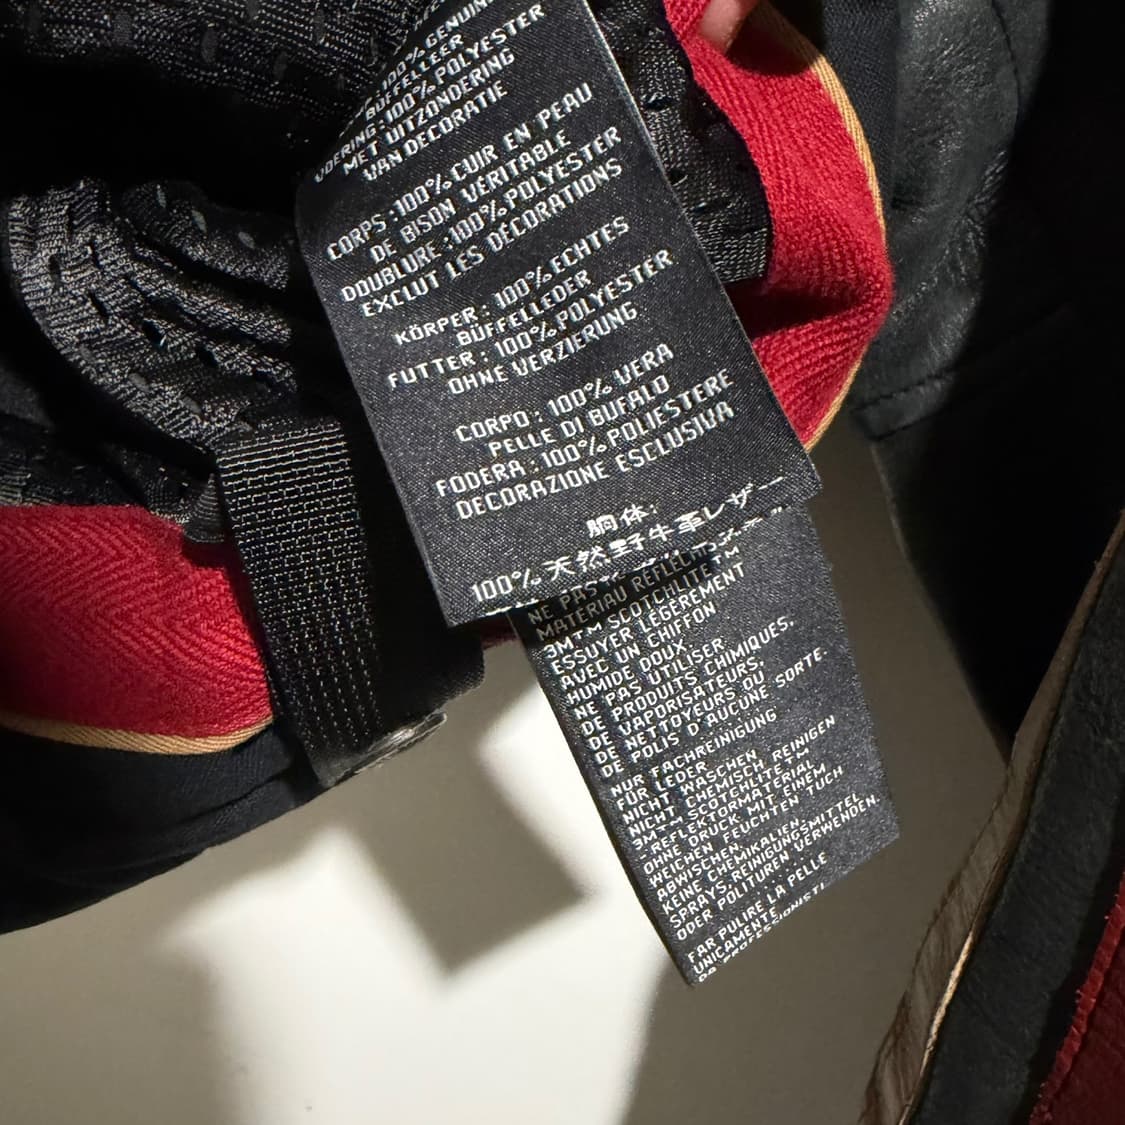 100% GENUINE
BÜFFELLEER
VOERING:100% POLYESTER
MET UITZONDERING
VAN DECORATIE
CORPS:100% CUIR EN PEAU
DE BISON VERITABLE
DOUBLURE:100% POLYESTER
EXCLUT LES DÉCORATIONS
KÖRPER: 100% ECHTES
BÜFFELLEDER
FUTTER: 100% POLYESTER
OHNE VERZIERUNG
CORPO: 100% VERA
PELLE DI BUFALO
FODERA:100% POLIESTERE
DECORAZIONE ESCLUSIVA
胴体:
100% 天然野牛革レザー
NE PAS
MATÉRIAU RÉFLÉCH
3MTM SCOTCHLITETM
ESSUYER LÉGÈREMENT
AVEC UN CHIFFON
HUMIDE DOUX.
NE PAS UTILISER
DE PRODUITS CHIMIQUES,
DE VAPORISATEURS,
DE NETTOYEURS OU
DE POLIS D'AUCUNE SORTE.
NUR FACHREINIGUNG
FÜR LEDER
NICHT WASCHEN
NICHT CHEMISCH REINIGEN
3MTM SCOTCHLITETM
-REFLEKTORMATERIAL
OHNE DRUCK MIT EINEM
WEICHEN FEUCHTEN TUCH
ABWISCHEN.
KEINE CHEMIKALIEN,
SPRAYS,REINIGUNGSMITTEL
ODER POLITUREN VERWENDEN.
FAR PULIRE LA PELLE
UNICAMENTE
DA PROFESSIONISTI